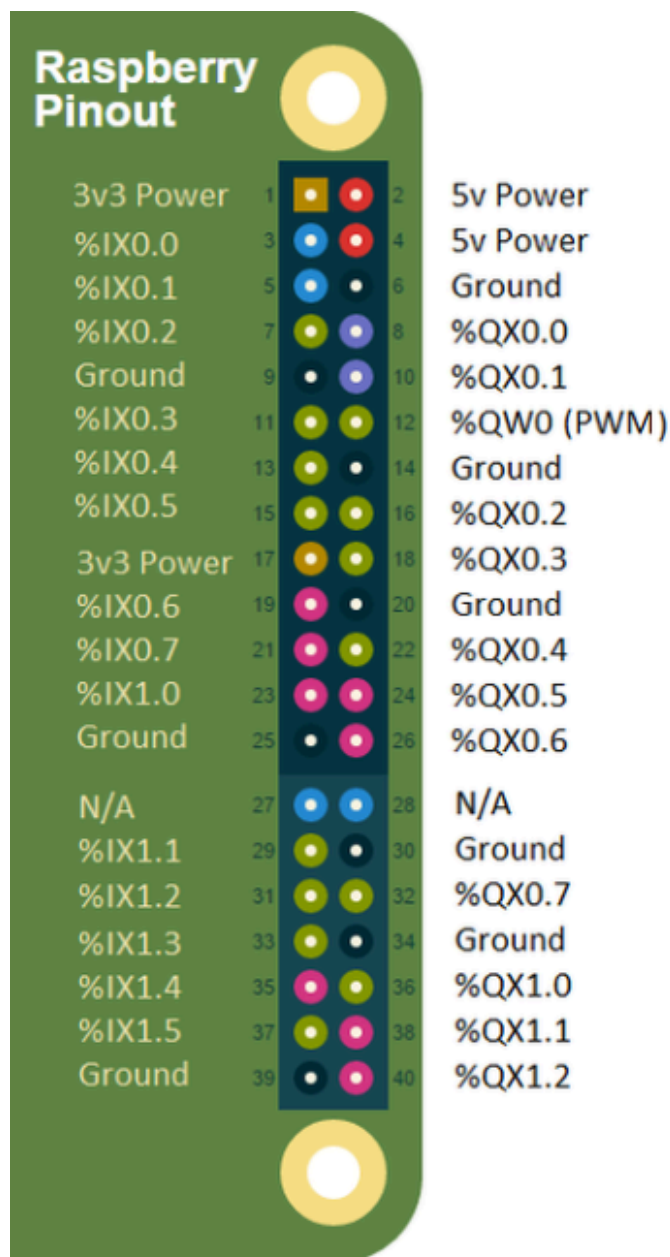 Raspberry
Pinout
3v3 Power 1 2 5v Power
%IX0.0 3 4 5v Power
%IX0.1 5 6 Ground
%IX0.2 7 8 %QX0.0
Ground 9 10 %QX0.1
%IX0.3 11 12 %QW0 (PWM)
%IX0.4 13 14 Ground
%IX0.5 15 16 %QX0.2
3v3 Power 17 18 %QX0.3
%IX0.6 19 20 Ground
%IX0.7 21 22 %QX0.4
%IX1.0 23 24 %QX0.5
Ground 25 26 %QX0.6
N/A 27 28 N/A
%IX1.1 29 30 Ground
%IX1.2 31 32 %QX0.7
%IX1.3 33 34 Ground
%IX1.4 35 36 %QX1.0
%IX1.5 37 38 %QX1.1
Ground 39 40 %QX1.2